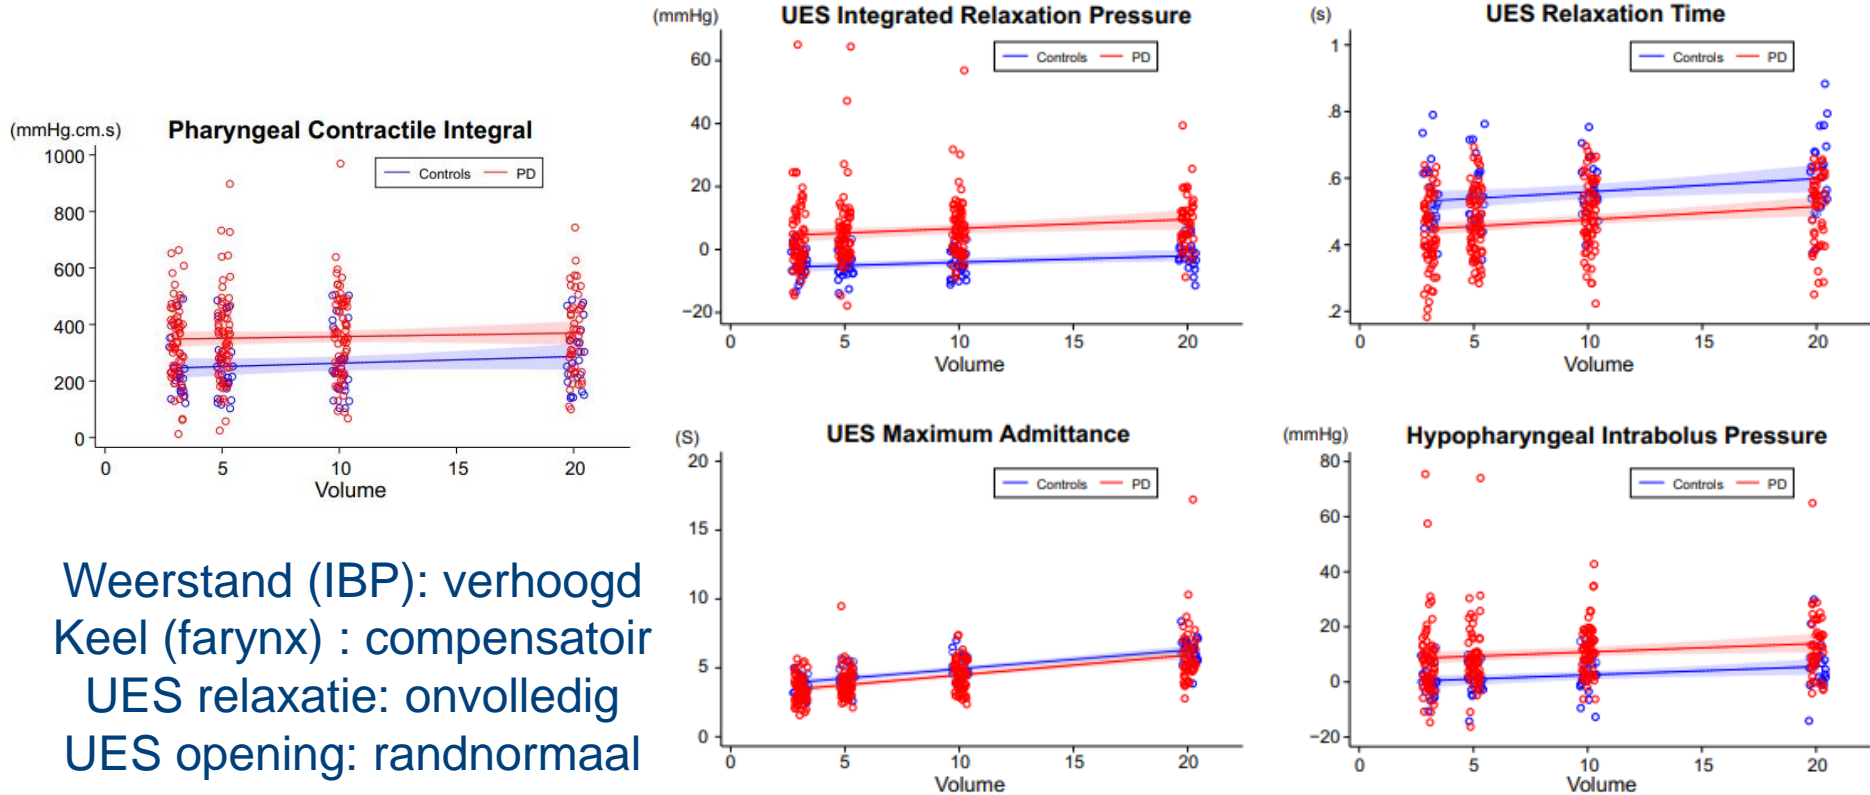 (mmHg.cm.s) Pharyngeal Contractile Integral
Controls PD
1000
800
600
400
200
0
0 5 10 15 20
Volume
(mmHg) UES Integrated Relaxation Pressure
Controls PD
60
40
20
0
−20
0 5 10 15 20
Volume
(s) UES Relaxation Time
Controls PD
1
.8
.6
.4
.2
0 5 10 15 20
Volume
(S) UES Maximum Admittance
Controls PD
20
15
10
5
0
0 5 10 15 20
Volume
(mmHg) Hypopharyngeal Intrabolus Pressure
Controls PD
80
60
40
20
0
−20
0 5 10 15 20
Volume
Weerstand (IBP): verhoogd
Keel (farynx) : compensatoir
UES relaxatie: onvolledig
UES opening: randnormaal